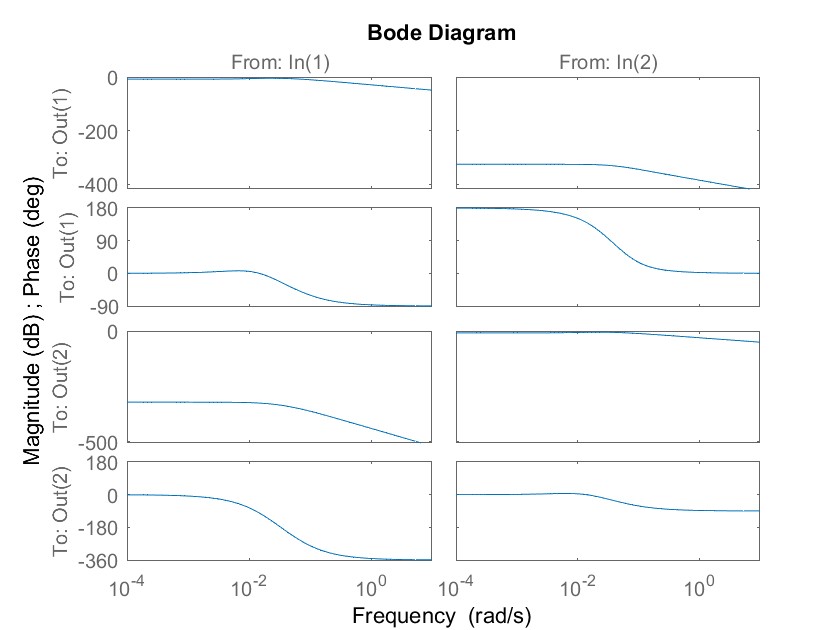 Bode Diagram
From: In(1) From: In(2)
Magnitude (dB) ; Phase (deg)
To: Out(1)
0
-200
-400
To: Out(1)
180
90
0
-90
To: Out(2)
0
-500
To: Out(2)
180
0
-180
-360
10^-4 10^-2 10^0 10^-4 10^-2 10^0
Frequency (rad/s)